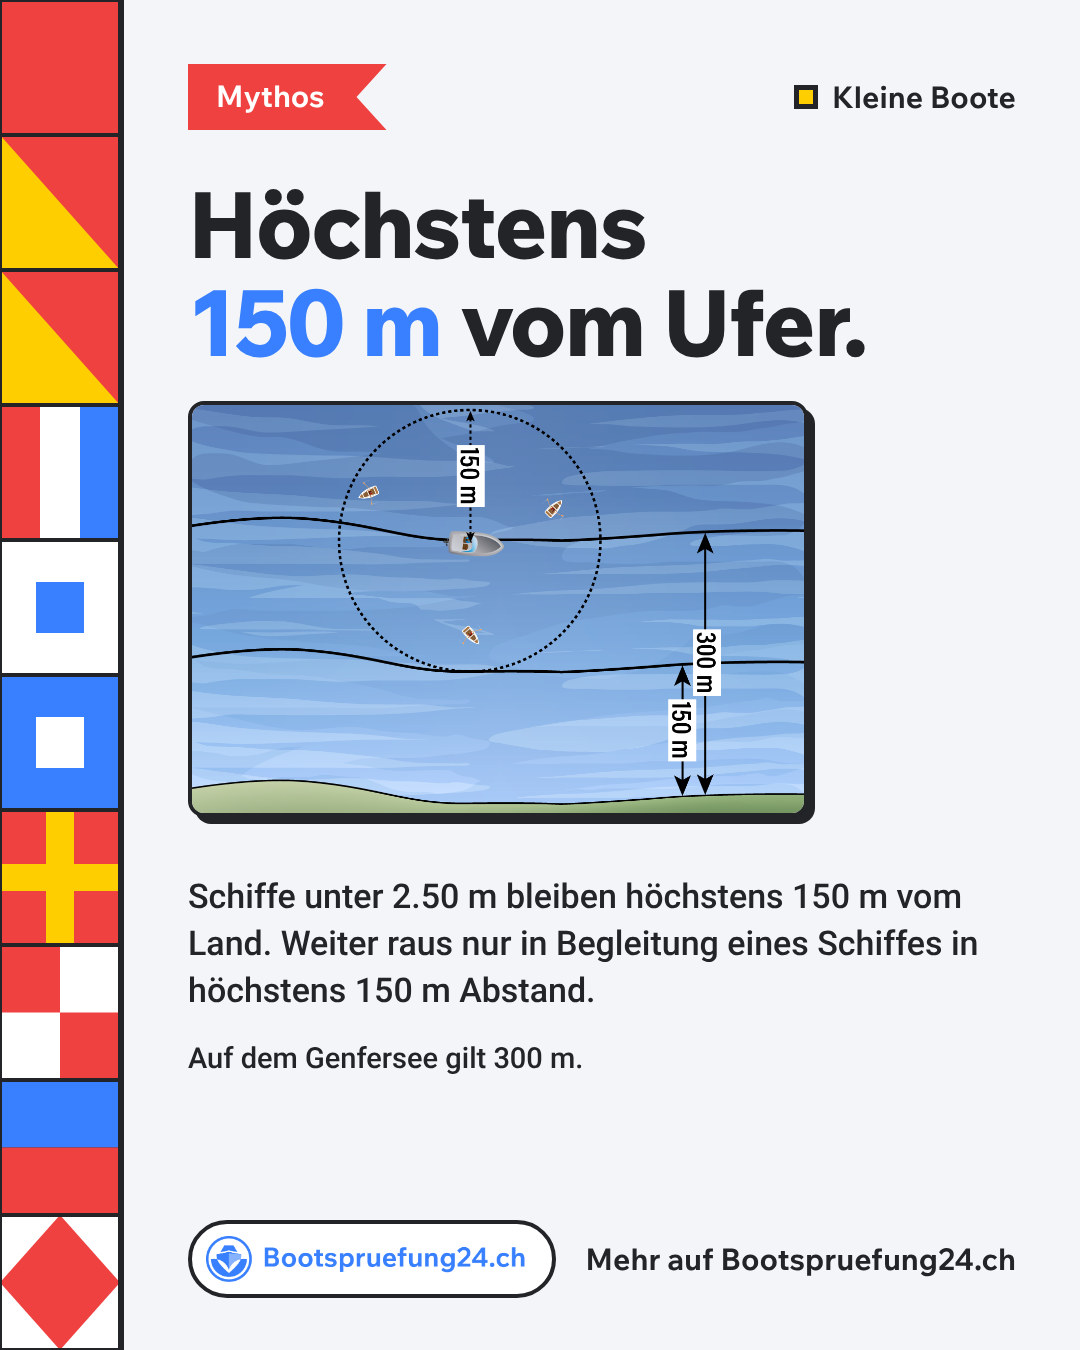 Mythos
Kleine Boote
Höchstens
150 m vom Ufer.
150 m
300 m
150 m
Schiffe unter 2.50 m bleiben höchstens 150 m vom
Land. Weiter raus nur in Begleitung eines Schiffes in
höchstens 150 m Abstand.
Auf dem Genfersee gilt 300 m.
Bootspruefung24.ch
Mehr auf Bootspruefung24.ch